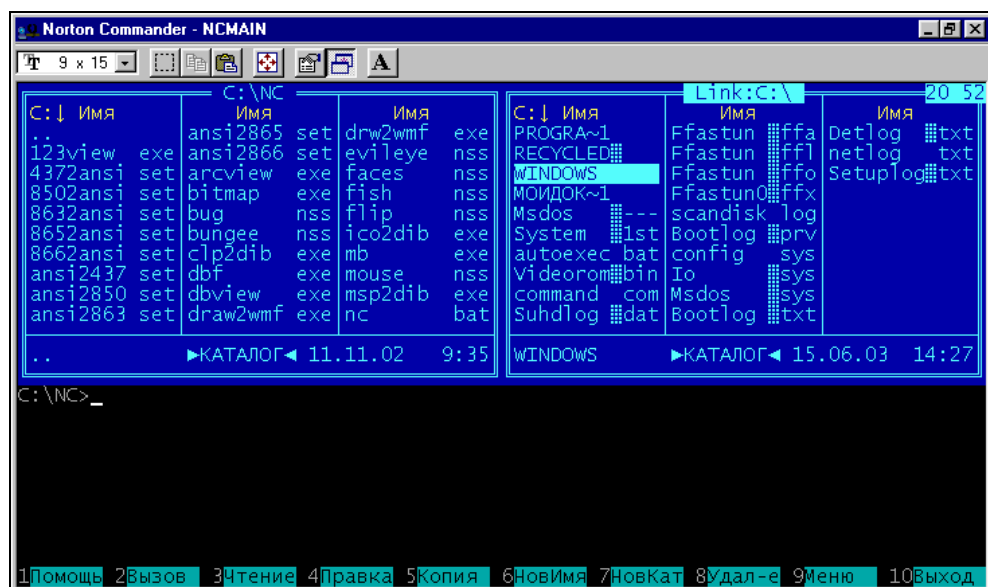 Norton Commander - NCMAIN
9 x 15
A
C:\NC Link:C:\ 20 52
C:↓ Имя Имя Имя C:↓ Имя Имя Имя
.. ansi2865 set drw2wmf exe PROGRA~1 Ffastun ▒ffa Detlog ▒txt
123view exe ansi2866 set evileye nss RECYCLED▒ Ffastun ▒ffl netlog txt
4372ansi set arcview exe faces nss WINDOWS Ffastun ▒ffo Setuplog▒txt
8502ansi set bitmap exe fish nss МОИДОК~1 Ffastun0▒ffx
8632ansi set bug nss flip nss Msdos ▒--- scandisk log
8652ansi set bungee nss ico2dib exe System ▒1st Bootlog ▒prv
8662ansi set clp2dib exe mb exe autoexec bat config sys
ansi2437 set dbf exe mouse nss Videorom▒bin Io ▒sys
ansi2850 set dbview exe msp2dib exe command com Msdos ▒sys
ansi2863 set draw2wmf exe nc bat Suhdlog ▒dat Bootlog ▒txt
.. ►КАТАЛОГ◄ 11.11.02 9:35 WINDOWS ►КАТАЛОГ◄ 15.06.03 14:27
C:\NC>_
1Помощь 2Вызов 3Чтение 4Правка 5Копия 6НовИмя 7НовКат 8Удал-е 9Меню 10Выход